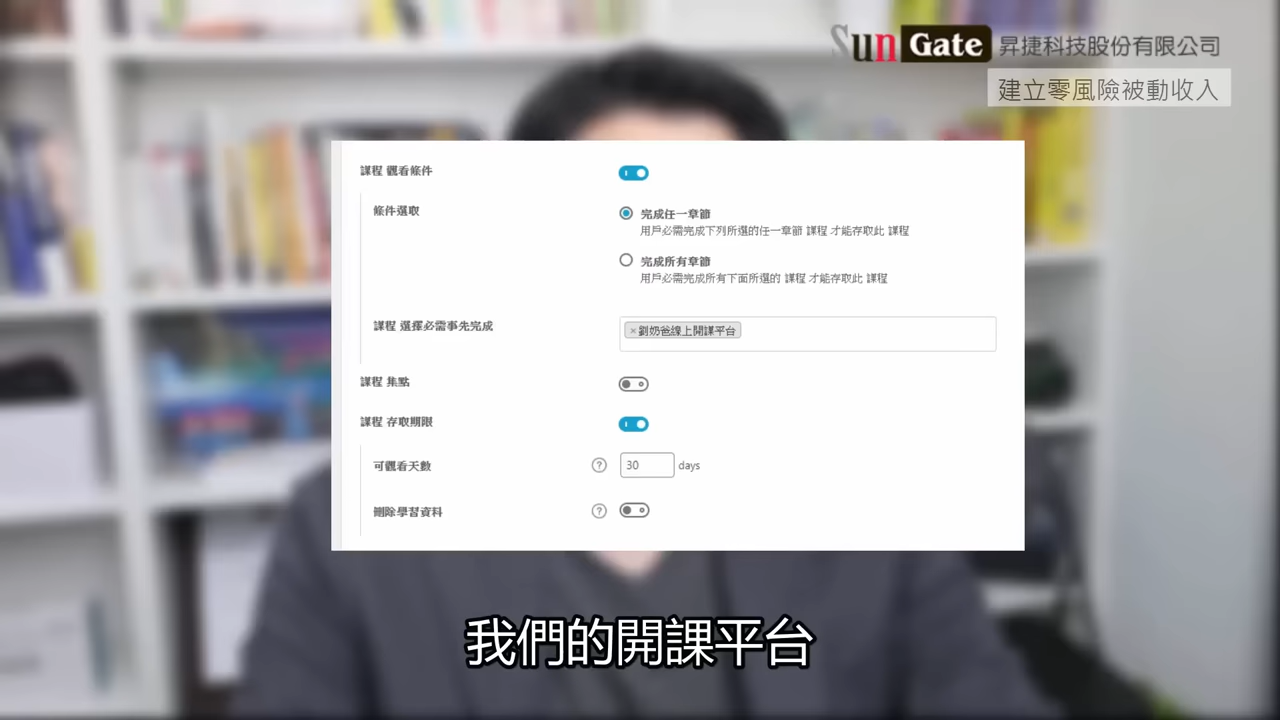 Sun Gate 昇捷科技股份有限公司
建立零風險被動收入
課程 觀看條件
條件選取
完成任一章節
用戶必需完成下列所選的任一章節 課程 才能存取此 課程
完成所有章節
用戶必需完成所有下面所選的 課程 才能存取此 課程
課程 選擇必需事先完成
×劉奶爸線上開課平台
課程 集點
課程 存取期限
可觀看天數
? 30 days
刪除學習資料
?
我們的開課平台